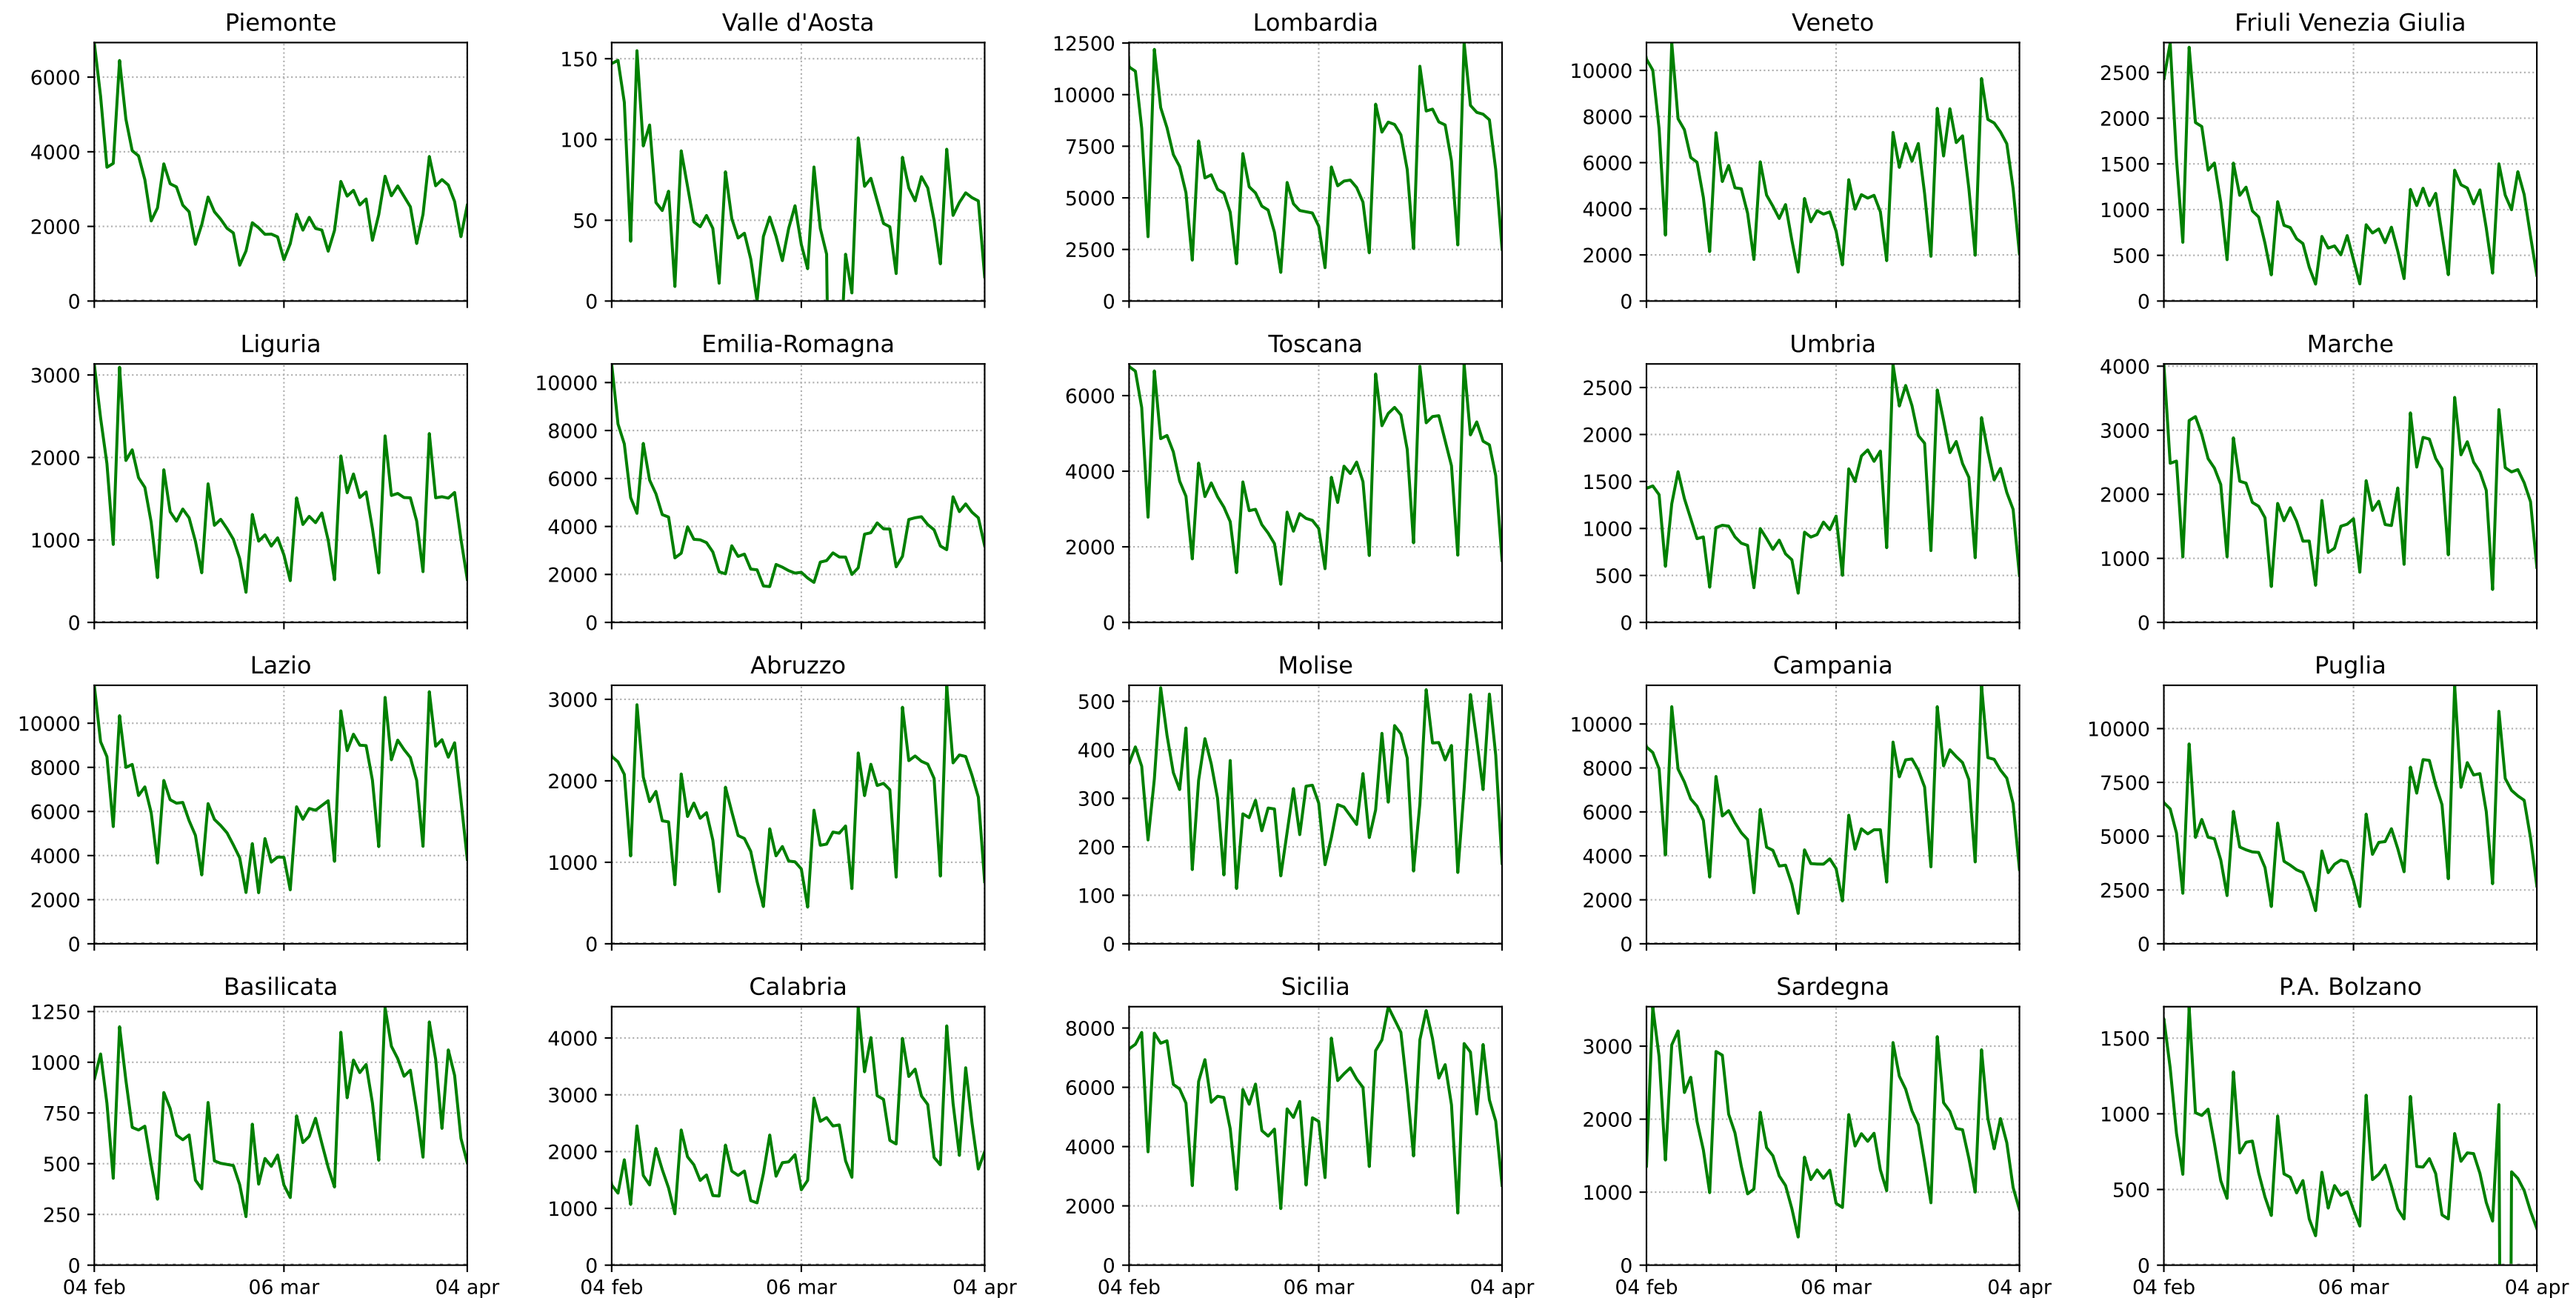 Piemonte Valle d'Aosta Lombardia Veneto Friuli Venezia Giulia
6000 4000 2000 0
150 100 50 0
12500 10000 7500 5000 2500 0
10000 8000 6000 4000 2000 0
2500 2000 1500 1000 500 0
Liguria Emilia-Romagna Toscana Umbria Marche
3000 2000 1000 0
10000 8000 6000 4000 2000 0
6000 4000 2000 0
2500 2000 1500 1000 500 0
4000 3000 2000 1000 0
Lazio Abruzzo Molise Campania Puglia
10000 8000 6000 4000 2000 0
3000 2000 1000 0
500 400 300 200 100 0
10000 8000 6000 4000 2000 0
10000 7500 5000 2500 0
Basilicata Calabria Sicilia Sardegna P.A. Bolzano
1250 1000 750 500 250 0
4000 3000 2000 1000 0
8000 6000 4000 2000 0
3000 2000 1000 0
1500 1000 500 0
04 feb 06 mar 04 apr 04 feb 06 mar 04 apr 04 feb 06 mar 04 apr 04 feb 06 mar 04 apr 04 feb 06 mar 04 apr